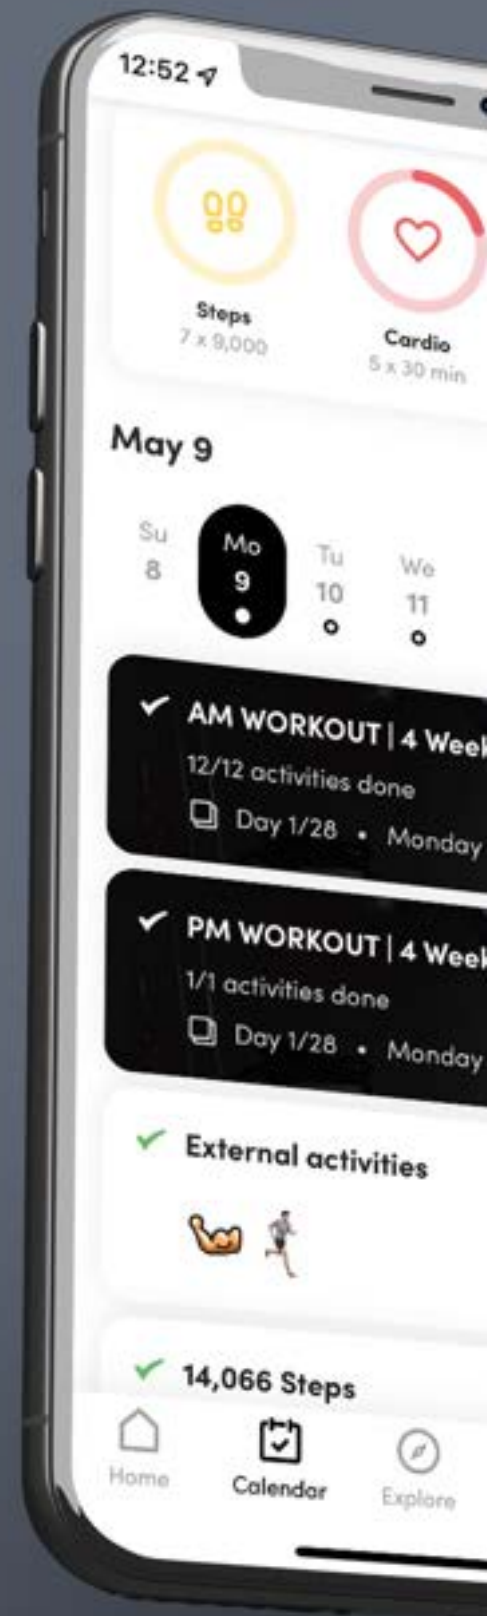 12:52
Steps
7 x 9,000
Cardio
5 x 30 min
May 9
Su Mo Tu We
8 9 10 11
AM WORKOUT | 4 Week
12/12 activities done
Day 1/28 • Monday
PM WORKOUT | 4 Week
1/1 activities done
Day 1/28 • Monday
External activities
14,066 Steps
Home Calendar Explore